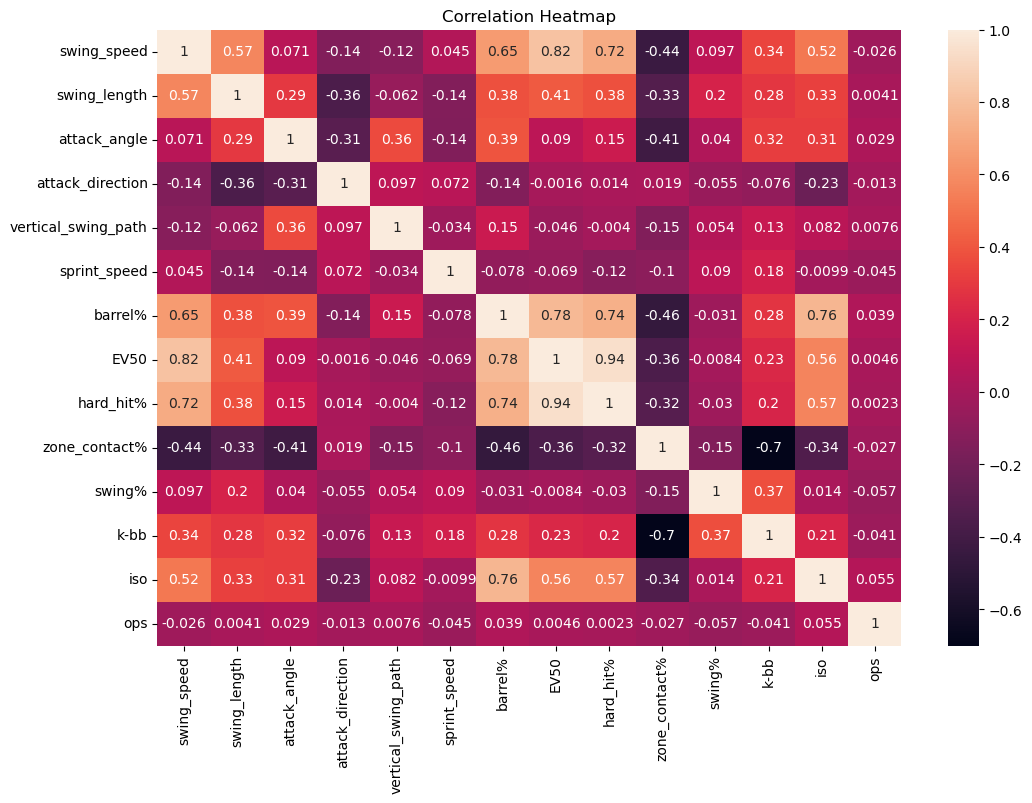 Correlation Heatmap
swing_speed 1 0.57 0.071 -0.14 -0.12 0.045 0.65 0.82 0.72 -0.44 0.097 0.34 0.52 -0.026
swing_length 0.57 1 0.29 -0.36 -0.062 -0.14 0.38 0.41 0.38 -0.33 0.2 0.28 0.33 0.0041
attack_angle 0.071 0.29 1 -0.31 0.36 -0.14 0.39 0.09 0.15 -0.41 0.04 0.32 0.31 0.029
attack_direction -0.14 -0.36 -0.31 1 0.097 0.072 -0.14 -0.0016 0.014 0.019 -0.055 -0.076 -0.23 -0.013
vertical_swing_path -0.12 -0.062 0.36 0.097 1 -0.034 0.15 -0.046 -0.004 -0.15 0.054 0.13 0.082 0.0076
sprint_speed 0.045 -0.14 -0.14 0.072 -0.034 1 -0.078 -0.069 -0.12 -0.1 0.09 0.18 -0.0099 -0.045
barrel% 0.65 0.38 0.39 -0.14 0.15 -0.078 1 0.78 0.74 -0.46 -0.031 0.28 0.76 0.039
EV50 0.82 0.41 0.09 -0.0016 -0.046 -0.069 0.78 1 0.94 -0.36 -0.0084 0.23 0.56 0.0046
hard_hit% 0.72 0.38 0.15 0.014 -0.004 -0.12 0.74 0.94 1 -0.32 -0.03 0.2 0.57 0.0023
zone_contact% -0.44 -0.33 -0.41 0.019 -0.15 -0.1 -0.46 -0.36 -0.32 1 -0.15 -0.7 -0.34 -0.027
swing% 0.097 0.2 0.04 -0.055 0.054 0.09 -0.031 -0.0084 -0.03 -0.15 1 0.37 0.014 -0.057
k-bb 0.34 0.28 0.32 -0.076 0.13 0.18 0.28 0.23 0.2 -0.7 0.37 1 0.21 -0.041
iso 0.52 0.33 0.31 -0.23 0.082 -0.0099 0.76 0.56 0.57 -0.34 0.014 0.21 1 0.055
ops -0.026 0.0041 0.029 -0.013 0.0076 -0.045 0.039 0.0046 0.0023 -0.027 -0.057 -0.041 0.055 1
swing_speed
swing_length
attack_angle
attack_direction
vertical_swing_path
sprint_speed
barrel%
EV50
hard_hit%
zone_contact%
swing%
k-bb
iso
ops
1.0
0.8
0.6
0.4
0.2
0.0
−0.2
−0.4
−0.6